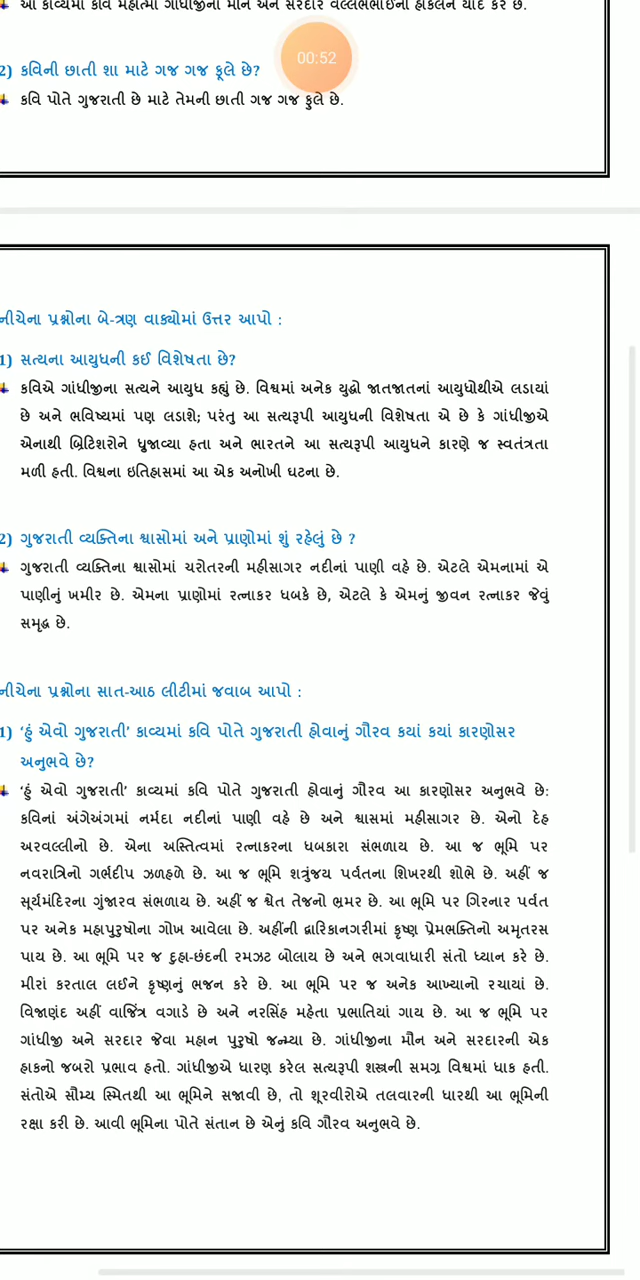 આ કાવ્યમાં કવિ મહાત્મા ગાંધીજીના મૌન અને સરદાર વલ્લભભાઈના હાકલને યાદ કરે છે.
00:52
2) કવિની છાતી શા માટે ગજ ગજ ફૂલે છે?
કવિ પોતે ગુજરાતી છે માટે તેમની છાતી ગજ ગજ ફુલે છે.
નીચેના પ્રશ્નોના બે-ત્રણ વાક્યોમાં ઉત્તર આપો :
1) સત્યના આયુધની કઈ વિશેષતા છે?
કવિએ ગાંધીજીના સત્યને આયુધ કહ્યું છે. વિશ્વમાં અનેક યુદ્ધો જાતજાતનાં આયુધોથીએ લડાયાં
છે અને ભવિષ્યમાં પણ લડાશે; પરંતુ આ સત્યરૂપી આયુધની વિશેષતા એ છે કે ગાંધીજીએ
એનાથી બ્રિટિશરોને ધ્રુજાવ્યા હતા અને ભારતને આ સત્યરૂપી આયુધને કારણે જ સ્વતંત્રતા
મળી હતી. વિશ્વના ઇતિહાસમાં આ એક અનોખી ઘટના છે.
2) ગુજરાતી વ્યક્તિના શ્વાસોમાં અને પ્રાણોમાં શું રહેલું છે ?
ગુજરાતી વ્યક્તિના શ્વાસોમાં ચરોતરની મહીસાગર નદીનાં પાણી વહે છે. એટલે એમનામાં એ
પાણીનું ખમીર છે. એમના પ્રાણોમાં રત્નાકર ધબકે છે, એટલે કે એમનું જીવન રત્નાકર જેવું
સમૃદ્ધ છે.
નીચેના પ્રશ્નોના સાત-આઠ લીટીમાં જવાબ આપો :
1) ‘હું એવો ગુજરાતી’ કાવ્યમાં કવિ પોતે ગુજરાતી હોવાનું ગૌરવ કયાં કયાં કારણોસર
અનુભવે છે?
‘હું એવો ગુજરાતી’ કાવ્યમાં કવિ પોતે ગુજરાતી હોવાનું ગૌરવ આ કારણોસર અનુભવે છે:
કવિનાં અંગેઅંગમાં નર્મદા નદીનાં પાણી વહે છે અને શ્વાસમાં મહીસાગર છે. એનો દેહ
અરવલ્લીનો છે. એના અસ્તિત્વમાં રત્નાકરના ધબકારા સંભળાય છે. આ જ ભૂમિ પર
નવરાત્રિનો ગર્ભદીપ ઝળહળે છે. આ જ ભૂમિ શત્રુંજય પર્વતના શિખરથી શોભે છે. અહીં જ
સૂર્યમંદિરના ગુંજારવ સંભળાય છે. અહીં જ શ્વેત તેજનો ભ્રમર છે. આ ભૂમિ પર ગિરનાર પર્વત
પર અનેક મહાપુરુષોના ગોખ આવેલા છે. અહીંની દ્વારિકાનગરીમાં કૃષ્ણ પ્રેમભક્તિનો અમૃતરસ
પાય છે. આ ભૂમિ પર જ દુહા-છંદની રમઝટ બોલાય છે અને ભગવાધારી સંતો ધ્યાન કરે છે.
મીરાં કરતાલ લઈને કૃષ્ણનું ભજન કરે છે. આ ભૂમિ પર જ અનેક આખ્યાનો રચાયાં છે.
વિજાણંદ અહીં વાજિંત્ર વગાડે છે અને નરસિંહ મહેતા પ્રભાતિયાં ગાય છે. આ જ ભૂમિ પર
ગાંધીજી અને સરદાર જેવા મહાન પુરુષો જન્મ્યા છે. ગાંધીજીના મૌન અને સરદારની એક
હાકનો જબરો પ્રભાવ હતો. ગાંધીજીએ ધારણ કરેલ સત્યરૂપી શસ્ત્રની સમગ્ર વિશ્વમાં ધાક હતી.
સંતોએ સૌમ્ય સ્મિતથી આ ભૂમિને સજાવી છે, તો શૂરવીરોએ તલવારની ધારથી આ ભૂમિની
રક્ષા કરી છે. આવી ભૂમિના પોતે સંતાન છે એનું કવિ ગૌરવ અનુભવે છે.